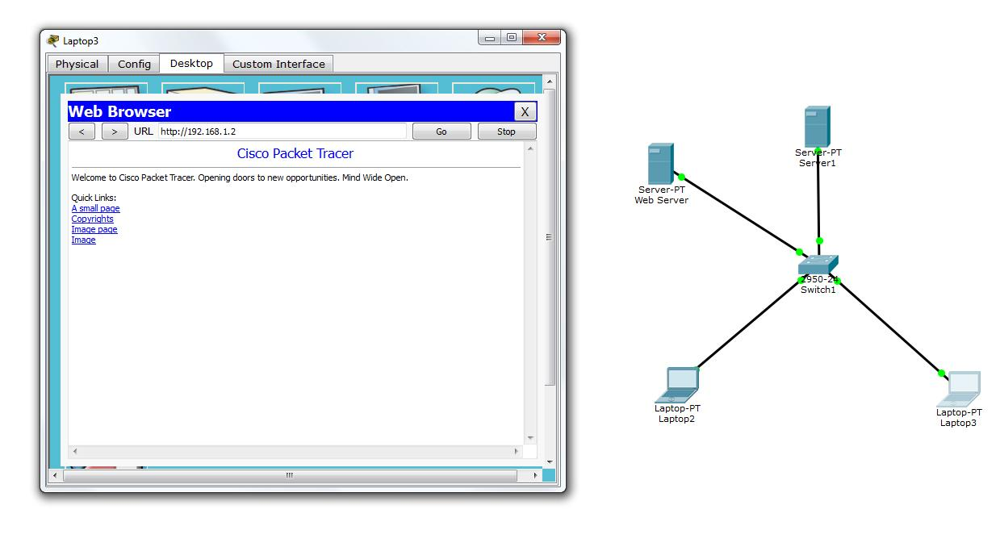 Laptop3
Physical Config Desktop Custom Interface
Web Browser X
< > URL http://192.168.1.2 Go Stop
Cisco Packet Tracer
Welcome to Cisco Packet Tracer. Opening doors to new opportunities. Mind Wide Open.
Quick Links:
A small page
Copyrights
Image page
Image
Server-PT
Server1
Server-PT
Web Server
2950-24
Switch1
Laptop-PT
Laptop2
Laptop-PT
Laptop3